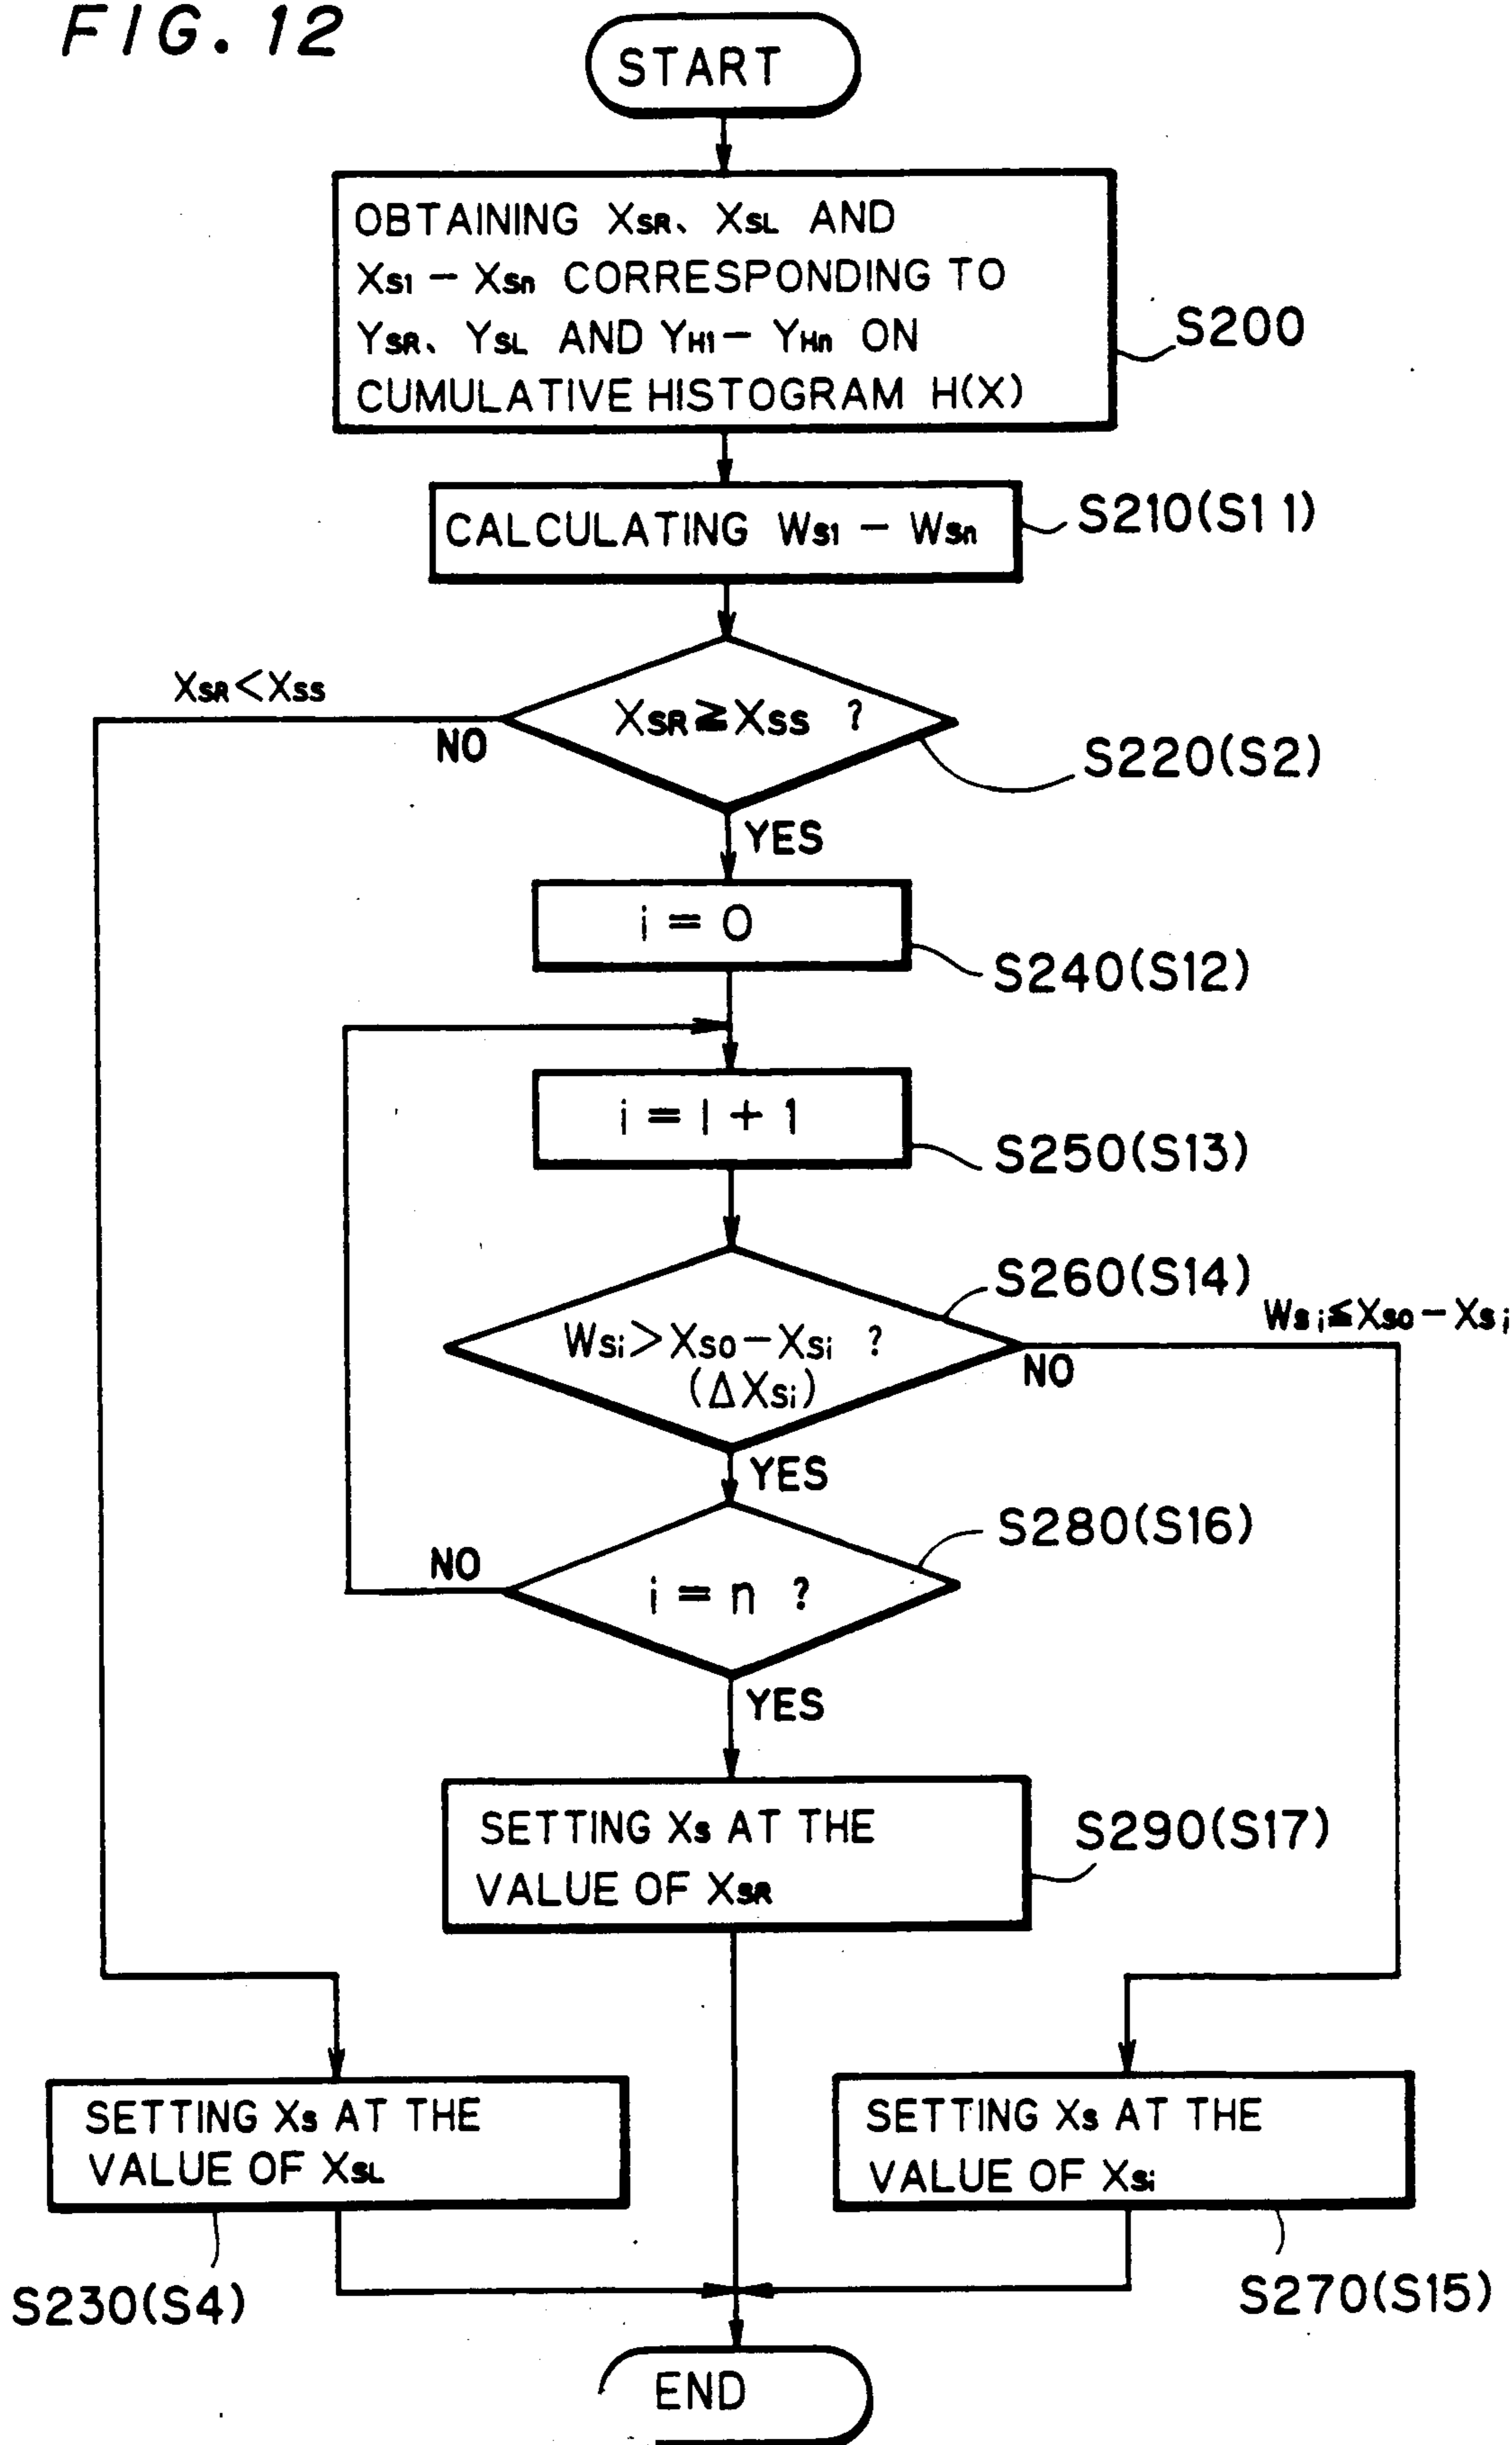 FIG. 12
START
OBTAINING XSR、 XSL AND
XS1 - XSn CORRESPONDING TO
YSR、 YSL AND YH1 - YHn ON
CUMULATIVE HISTOGRAM H(X)
S200
CALCULATING WS1 - WSn
S210(S11)
XSR<XSS
NO
XSR≧XSS ?
S220(S2)
YES
i = 0
S240(S12)
i = I + 1
S250(S13)
S260(S14)
WSi≦XSO-XSi
WSi>XSO-XSi ?
(ΔXSi)
NO
YES
S280(S16)
NO
i = n ?
YES
SETTING XS AT THE
VALUE OF XSR
S290(S17)
SETTING XS AT THE
VALUE OF XSL
SETTING XS AT THE
VALUE OF XSi
S230(S4)
S270(S15)
END